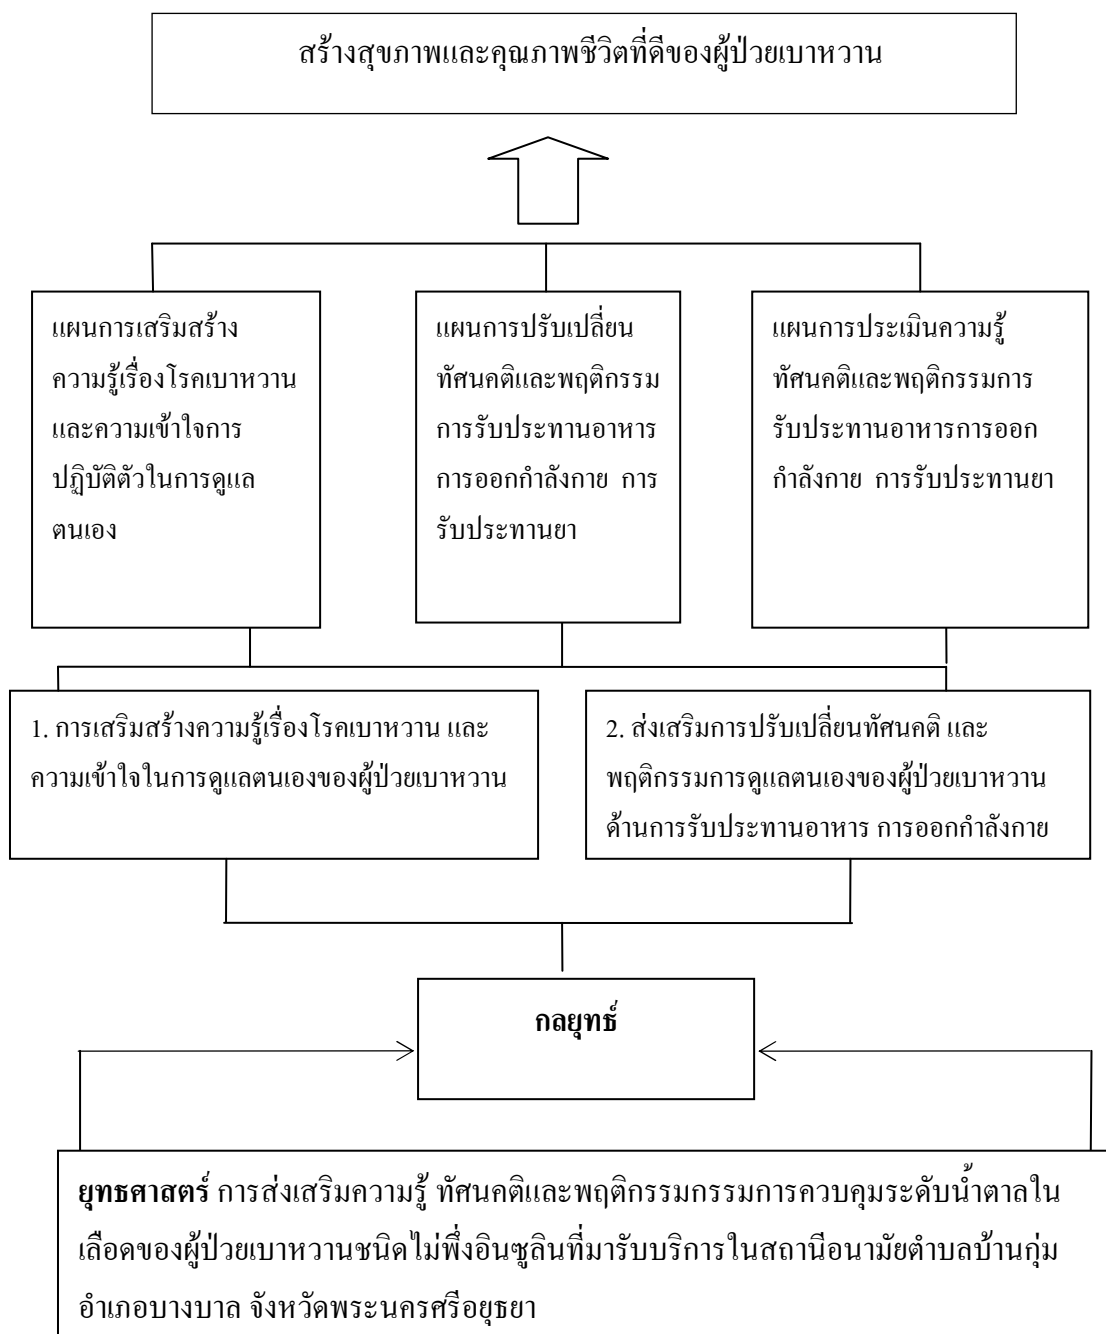 สร้างสุขภาพและคุณภาพชีวิตที่ดีของผู้ป่วยเบาหวาน
แผนการเสริมสร้าง
ความรู้เรื่องโรคเบาหวาน
และความเข้าใจการ
ปฏิบัติตัวในการดูแล
ตนเอง
แผนการปรับเปลี่ยน
ทัศนคติและพฤติกรรม
การรับประทานอาหาร
การออกกำลังกาย การ
รับประทานยา
แผนการประเมินความรู้
ทัศนคติและพฤติกรรมการ
รับประทานอาหารการออก
กำลังกาย การรับประทานยา
1. การเสริมสร้างความรู้เรื่องโรคเบาหวาน และ
ความเข้าใจในการดูแลตนเองของผู้ป่วยเบาหวาน
2. ส่งเสริมการปรับเปลี่ยนทัศนคติ และ
พฤติกรรมการดูแลตนเองของผู้ป่วยเบาหวาน
ด้านการรับประทานอาหาร การออกกำลังกาย
กลยุทธ์
ยุทธศาสตร์ การส่งเสริมความรู้ ทัศนคติและพฤติกรรมกรรมการควบคุมระดับน้ำตาลใน
เลือดของผู้ป่วยเบาหวานชนิดไม่พึ่งอินซูลินที่มารับบริการในสถานีอนามัยตำบลบ้านกุ่ม
อำเภอบางบาล จังหวัดพระนครศรีอยุธยา